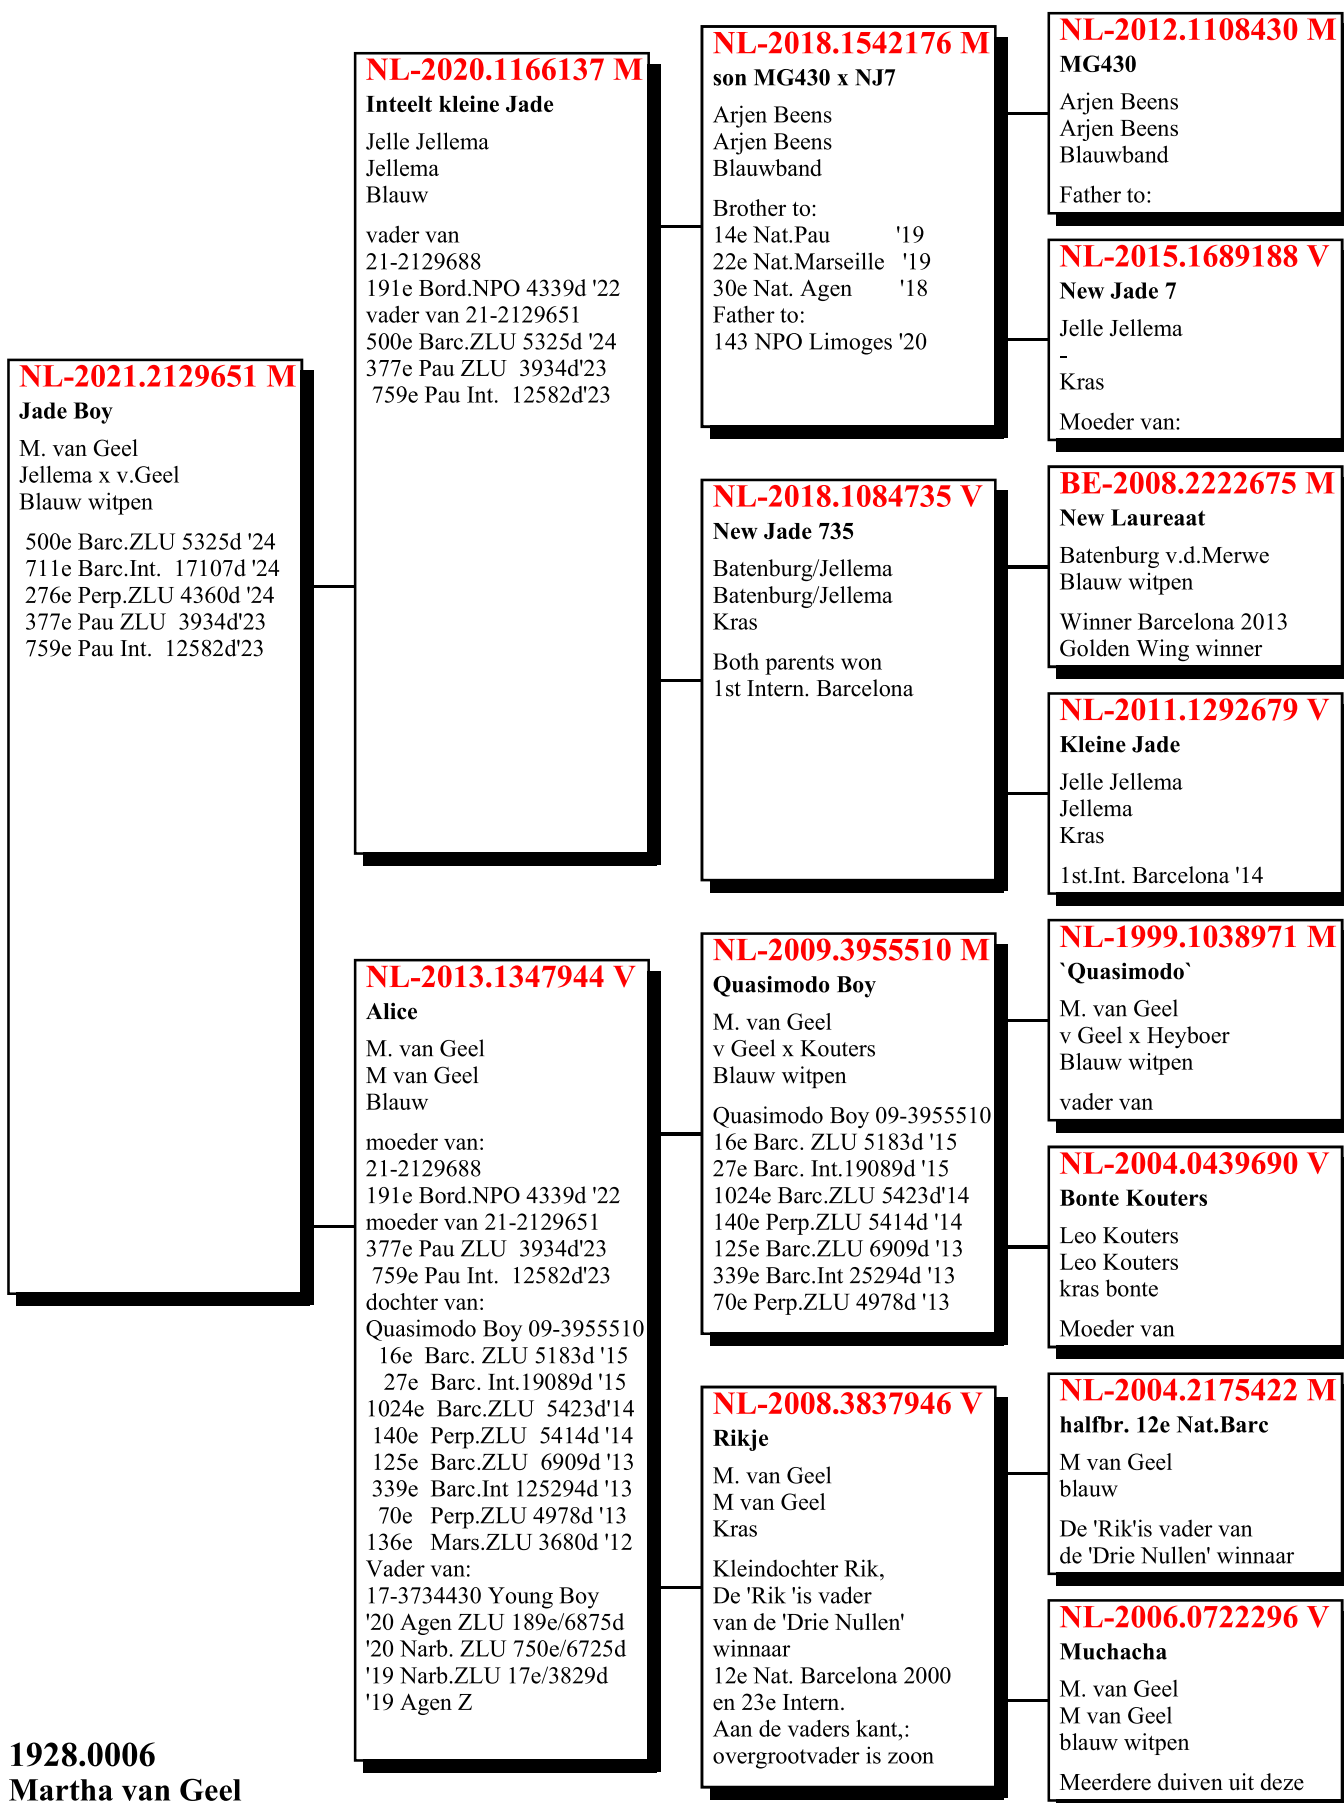 NL-2021.2129651 M
Jade Boy
M. van Geel
Jellema x v.Geel
Blauw witpen
500e Barc.ZLU 5325d '24
711e Barc.Int. 17107d '24
276e Perp.ZLU 4360d '24
377e Pau ZLU 3934d'23
759e Pau Int. 12582d'23
NL-2020.1166137 M
Inteelt kleine Jade
Jelle Jellema
Jellema
Blauw
vader van
21-2129688
191e Bord.NPO 4339d '22
vader van 21-2129651
500e Barc.ZLU 5325d '24
377e Pau ZLU 3934d'23
759e Pau Int. 12582d'23
NL-2013.1347944 V
Alice
M. van Geel
M van Geel
Blauw
moeder van:
21-2129688
191e Bord.NPO 4339d '22
moeder van 21-2129651
377e Pau ZLU 3934d'23
759e Pau Int. 12582d'23
dochter van:
Quasimodo Boy 09-3955510
16e Barc. ZLU 5183d '15
27e Barc. Int.19089d '15
1024e Barc.ZLU 5423d'14
140e Perp.ZLU 5414d '14
125e Barc.ZLU 6909d '13
339e Barc.Int 125294d '13
70e Perp.ZLU 4978d '13
136e Mars.ZLU 3680d '12
Vader van:
17-3734430 Young Boy
'20 Agen ZLU 189e/6875d
'20 Narb. ZLU 750e/6725d
'19 Narb.ZLU 17e/3829d
'19 Agen Z
NL-2018.1542176 M
son MG430 x NJ7
Arjen Beens
Arjen Beens
Blauwband
Brother to:
14e Nat.Pau '19
22e Nat.Marseille '19
30e Nat. Agen '18
Father to:
143 NPO Limoges '20
NL-2018.1084735 V
New Jade 735
Batenburg/Jellema
Batenburg/Jellema
Kras
Both parents won
1st Intern. Barcelona
NL-2009.3955510 M
Quasimodo Boy
M. van Geel
v Geel x Kouters
Blauw witpen
Quasimodo Boy 09-3955510
16e Barc. ZLU 5183d '15
27e Barc. Int.19089d '15
1024e Barc.ZLU 5423d'14
140e Perp.ZLU 5414d '14
125e Barc.ZLU 6909d '13
339e Barc.Int 25294d '13
70e Perp.ZLU 4978d '13
NL-2008.3837946 V
Rikje
M. van Geel
M van Geel
Kras
Kleindochter Rik,
De 'Rik 'is vader
van de 'Drie Nullen'
winnaar
12e Nat. Barcelona 2000
en 23e Intern.
Aan de vaders kant,:
overgrootvader is zoon
NL-2012.1108430 M
MG430
Arjen Beens
Arjen Beens
Blauwband
Father to:
NL-2015.1689188 V
New Jade 7
Jelle Jellema
-
Kras
Moeder van:
BE-2008.2222675 M
New Laureaat
Batenburg v.d.Merwe
Blauw witpen
Winner Barcelona 2013
Golden Wing winner
NL-2011.1292679 V
Kleine Jade
Jelle Jellema
Jellema
Kras
1st.Int. Barcelona '14
NL-1999.1038971 M
`Quasimodo`
M. van Geel
v Geel x Heyboer
Blauw witpen
vader van
NL-2004.0439690 V
Bonte Kouters
Leo Kouters
Leo Kouters
kras bonte
Moeder van
NL-2004.2175422 M
halfbr. 12e Nat.Barc
M van Geel
blauw
De 'Rik'is vader van
de 'Drie Nullen' winnaar
NL-2006.0722296 V
Muchacha
M. van Geel
M van Geel
blauw witpen
Meerdere duiven uit deze
1928.0006
Martha van Geel